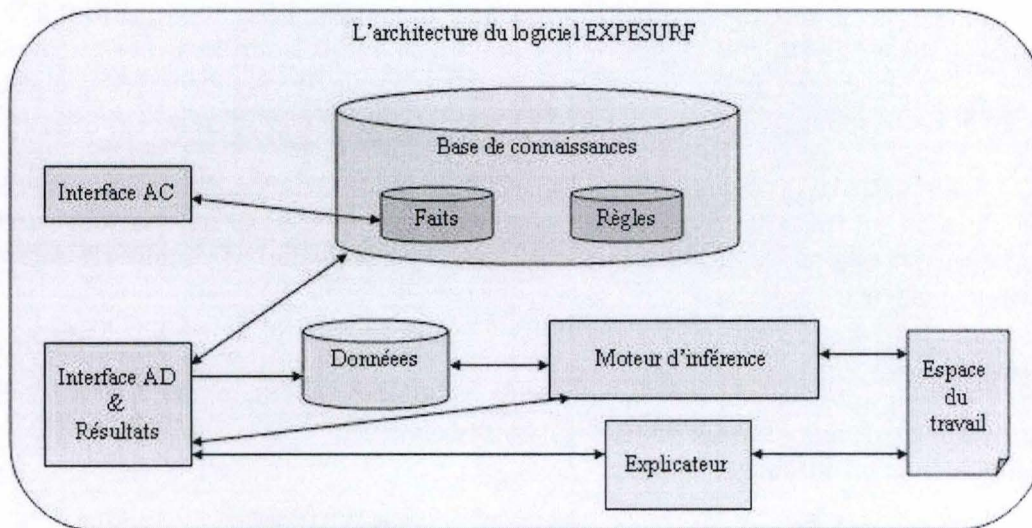 L'architecture du logiciel EXPESURF
Base de connaissances
Interface AC
Faits
Règles
Interface AD
&
Résultats
Donnéees
Moteur d'inférence
Espace
du
travail
Explicateur